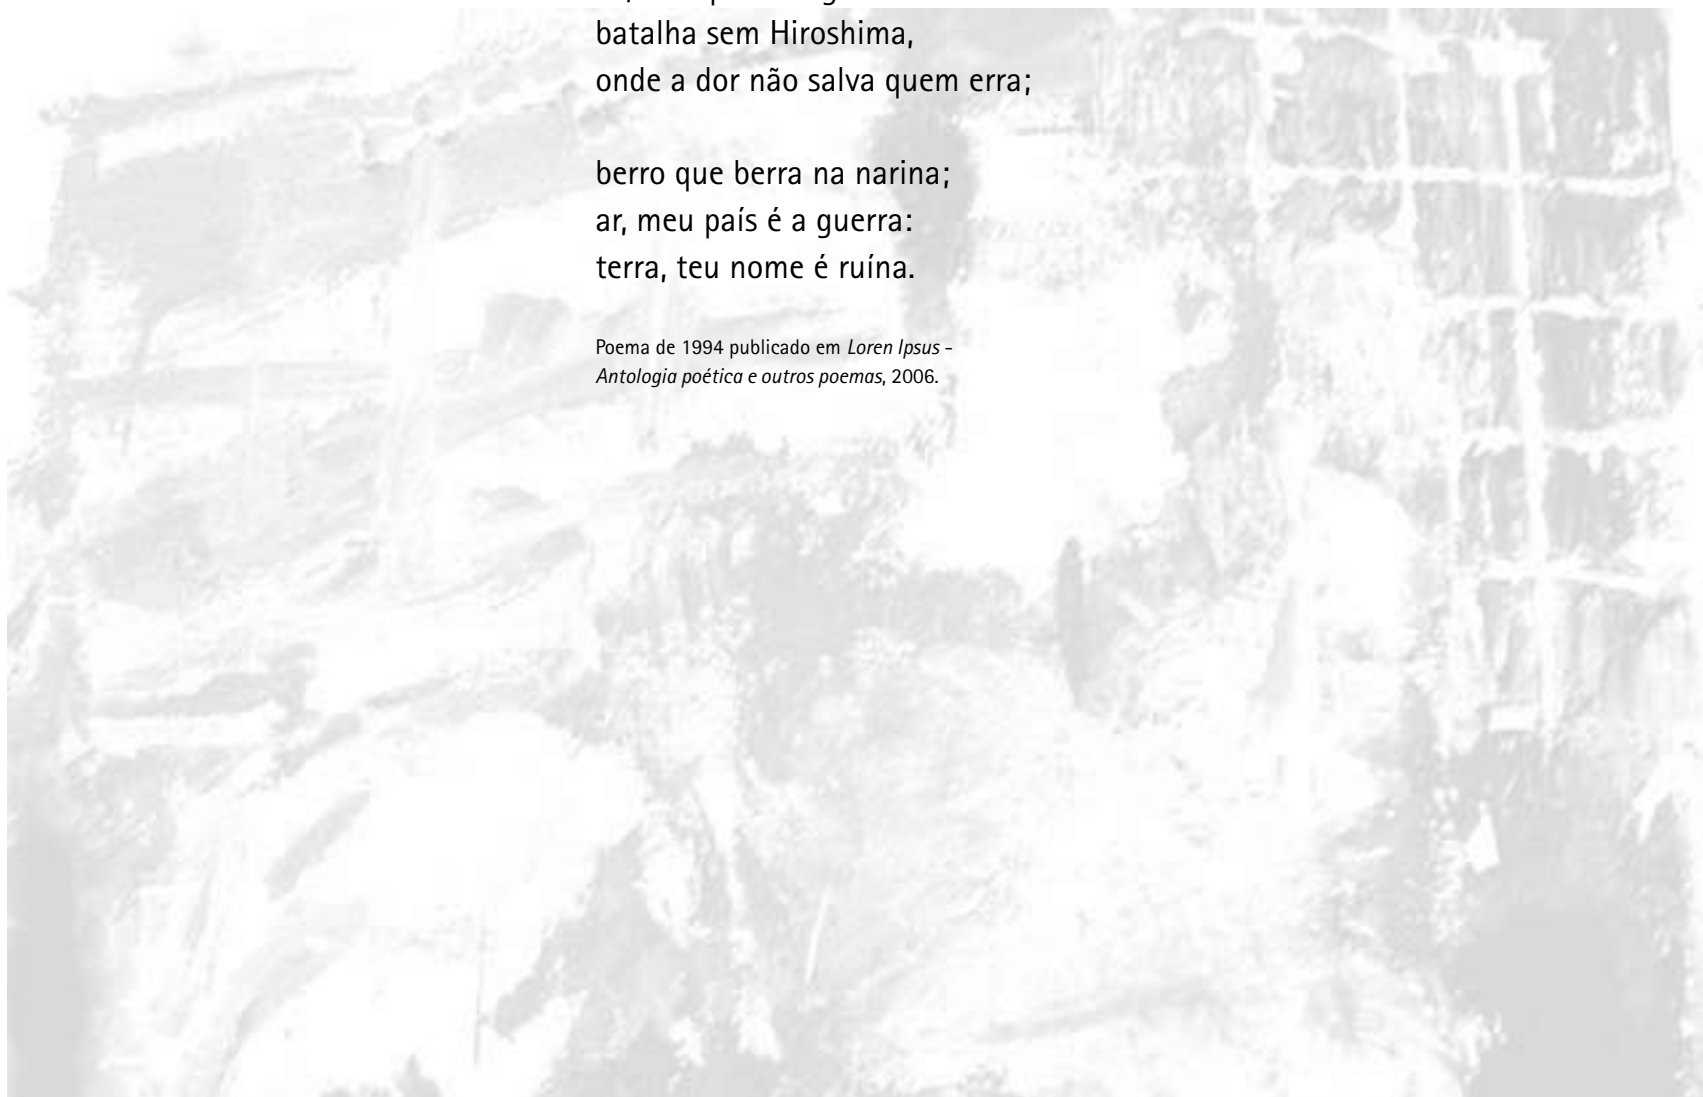 batalha sem Hiroshima,
onde a dor não salva quem erra;
berro que berra na narina;
ar, meu país é a guerra:
terra, teu nome é ruína.
Poema de 1994 publicado em Loren Ipsus -
Antologia poética e outros poemas, 2006.